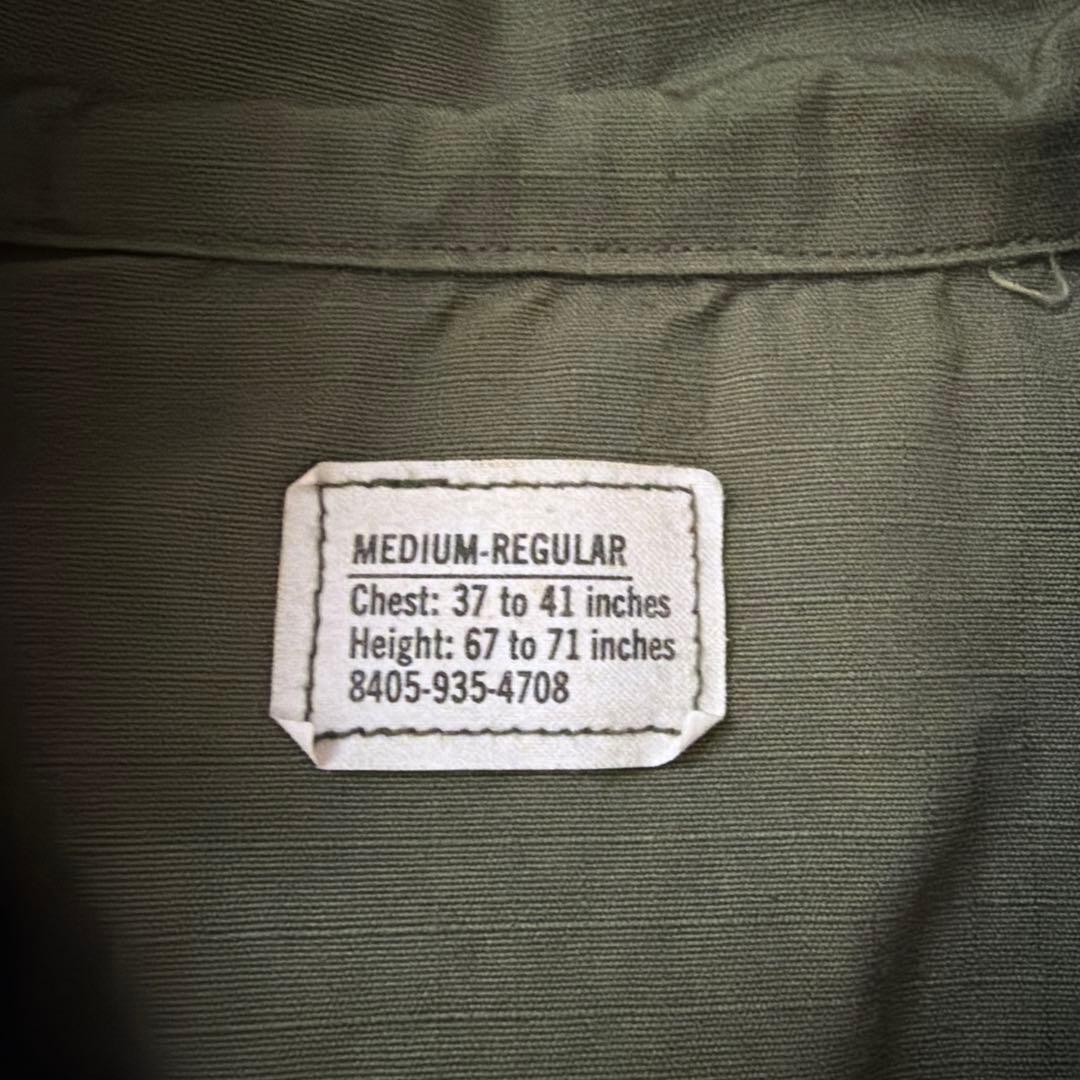 MEDIUM-REGULAR
Chest: 37 to 41 inches
Height: 67 to 71 inches
8405-935-4708